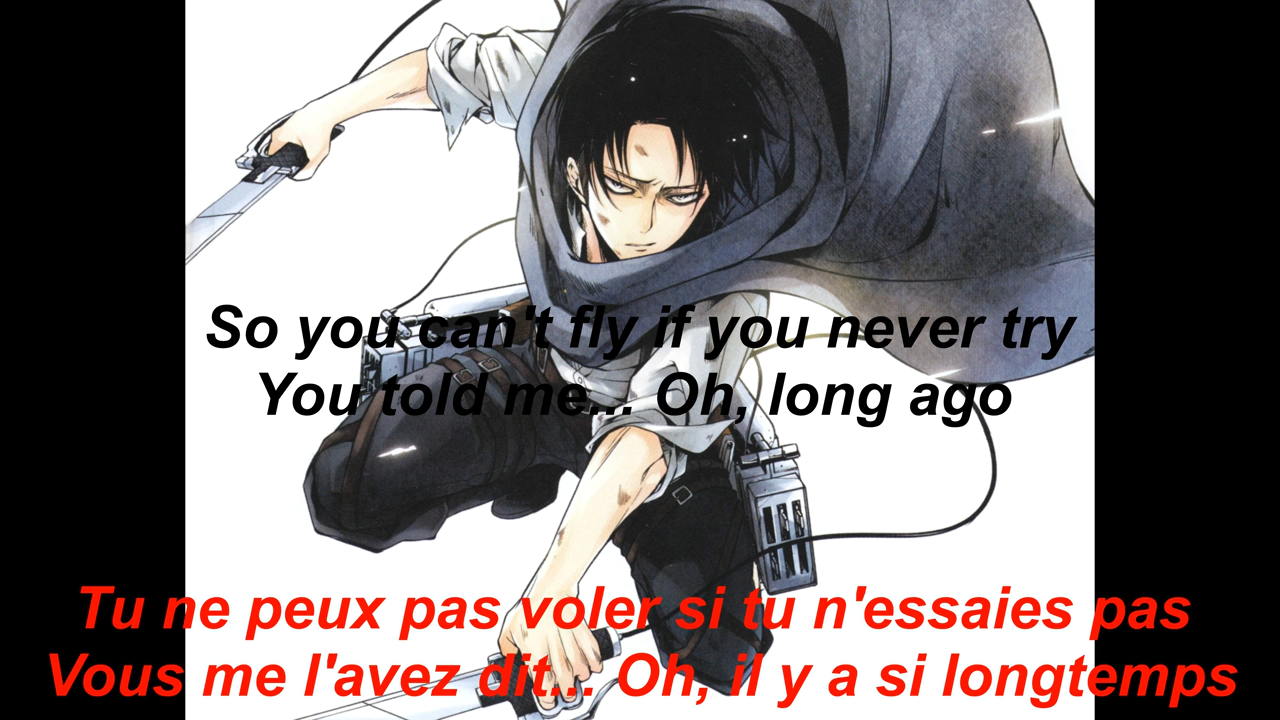 So you can't fly if you never try
You told me... Oh, long ago
Tu ne peux pas voler si tu n'essaies pas
Vous me l'avez dit... Oh, il y a si longtemps